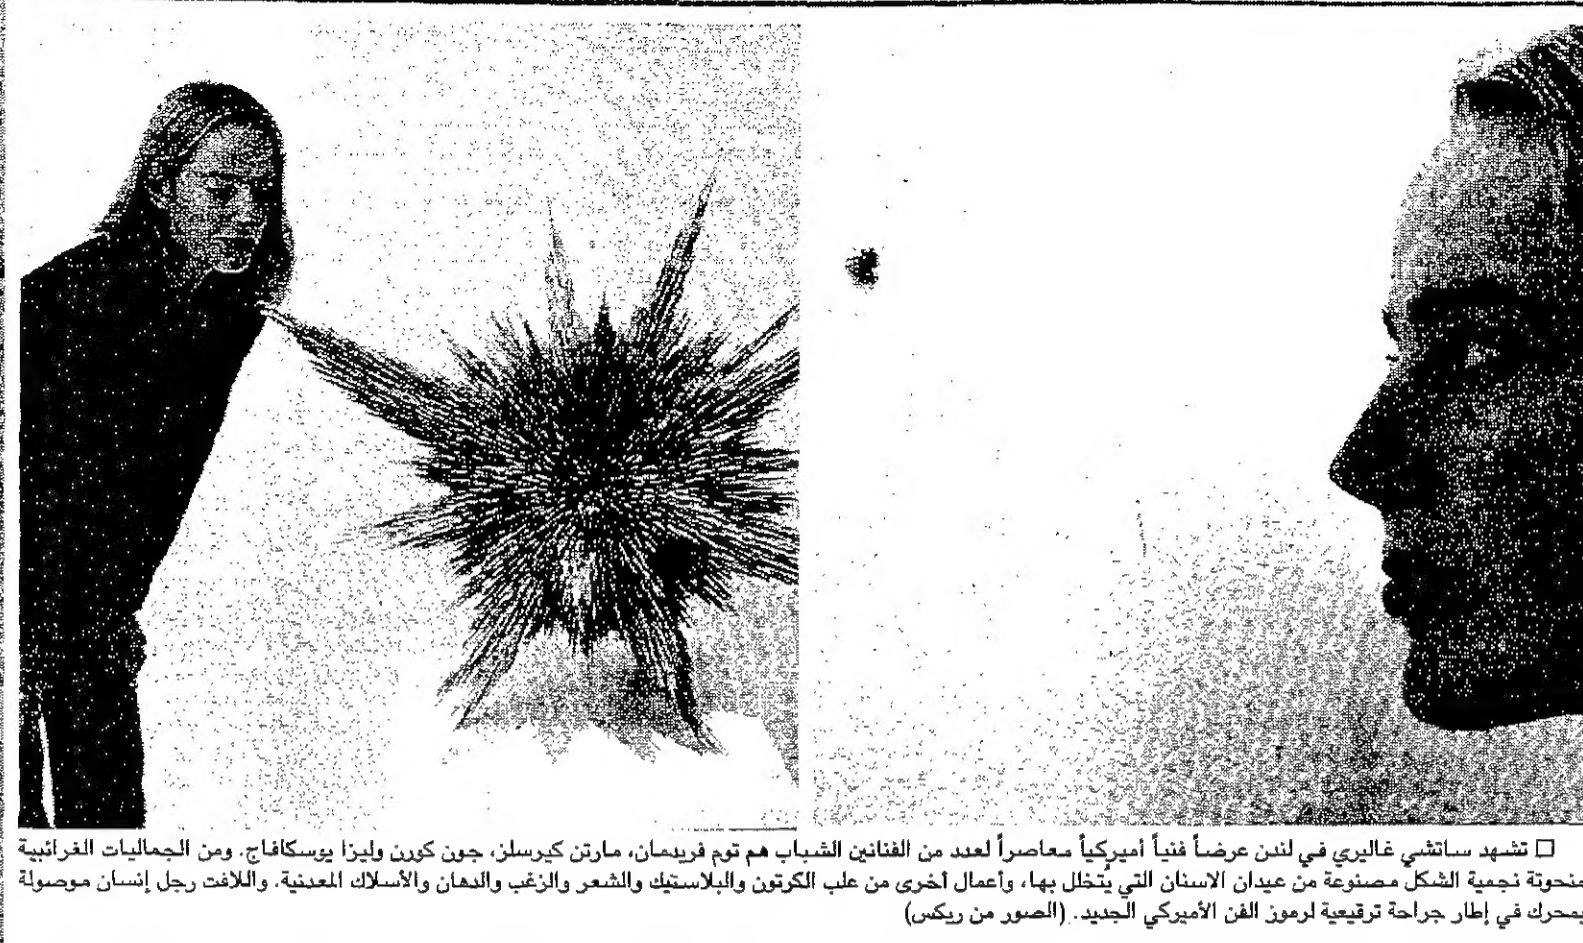 □ تشهد ساتشي غاليري في لندن عرضاً فنياً أميركياً معاصراً لعدد من الفنانين الشباب هم توم فريدمان، مارتن كيرسلز، جون كورن وليزا يوسكافاج. ومن الجماليات الغرائبية
منحوتة نجمية الشكل مصنوعة من عيدان الاسنان التي يُتخلل بها، وأعمال أخرى من علب الكرتون والبلاستيك والشعر والزغب والدهان والأسلاك المعدنية. واللافت رجل إنسان موصولة
بمحرك في إطار جراحة ترقيعية لرموز الفن الأميركي الجديد. (الصور من ريكس)